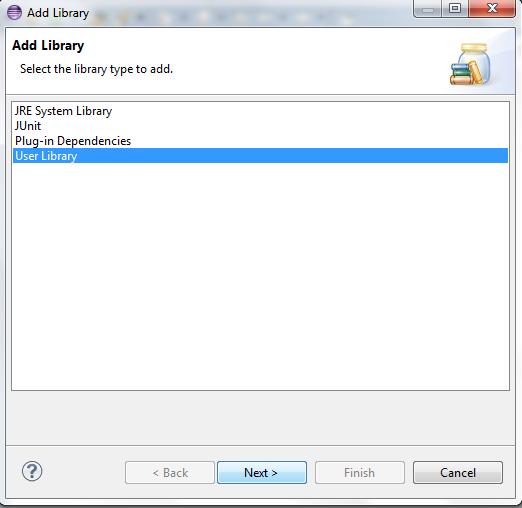 Add Library
Add Library
Select the library type to add.
JRE System Library
JUnit
Plug-in Dependencies
User Library
?
< Back
Next >
Finish
Cancel